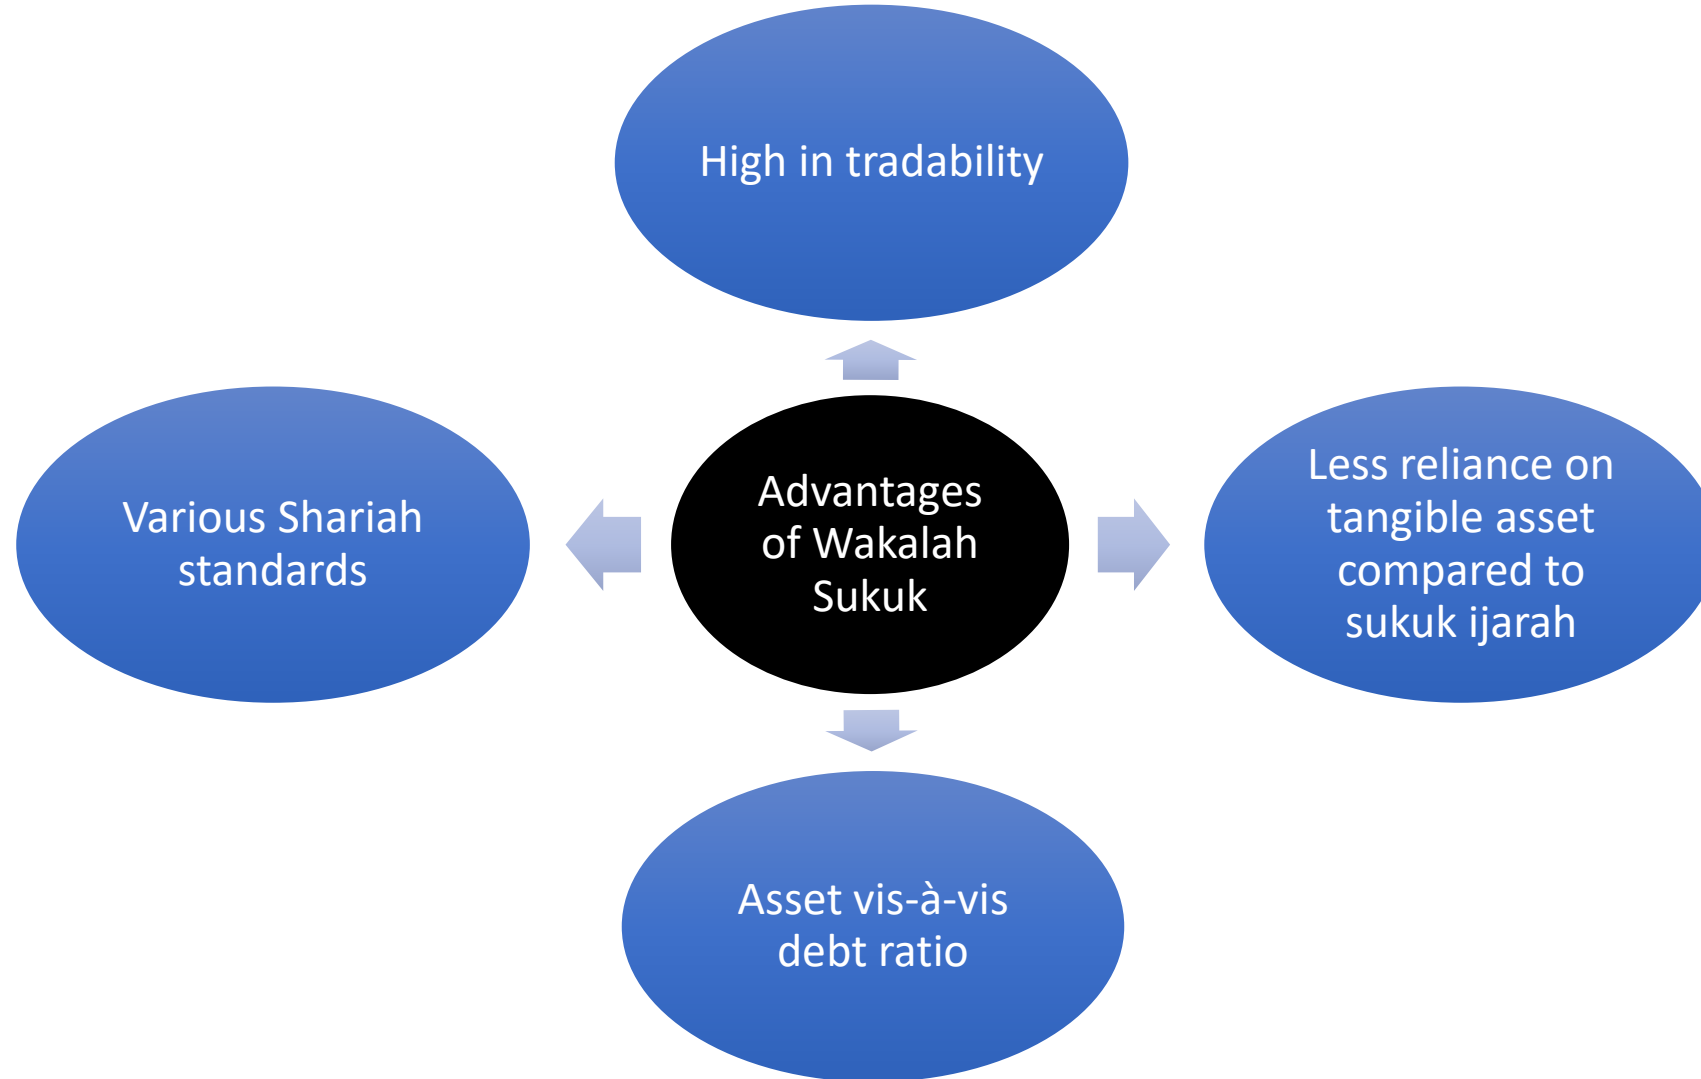 High in tradability
Various Shariah
standards
Advantages
of Wakalah
Sukuk
Less reliance on
tangible asset
compared to
sukuk ijarah
Asset vis-à-vis
debt ratio